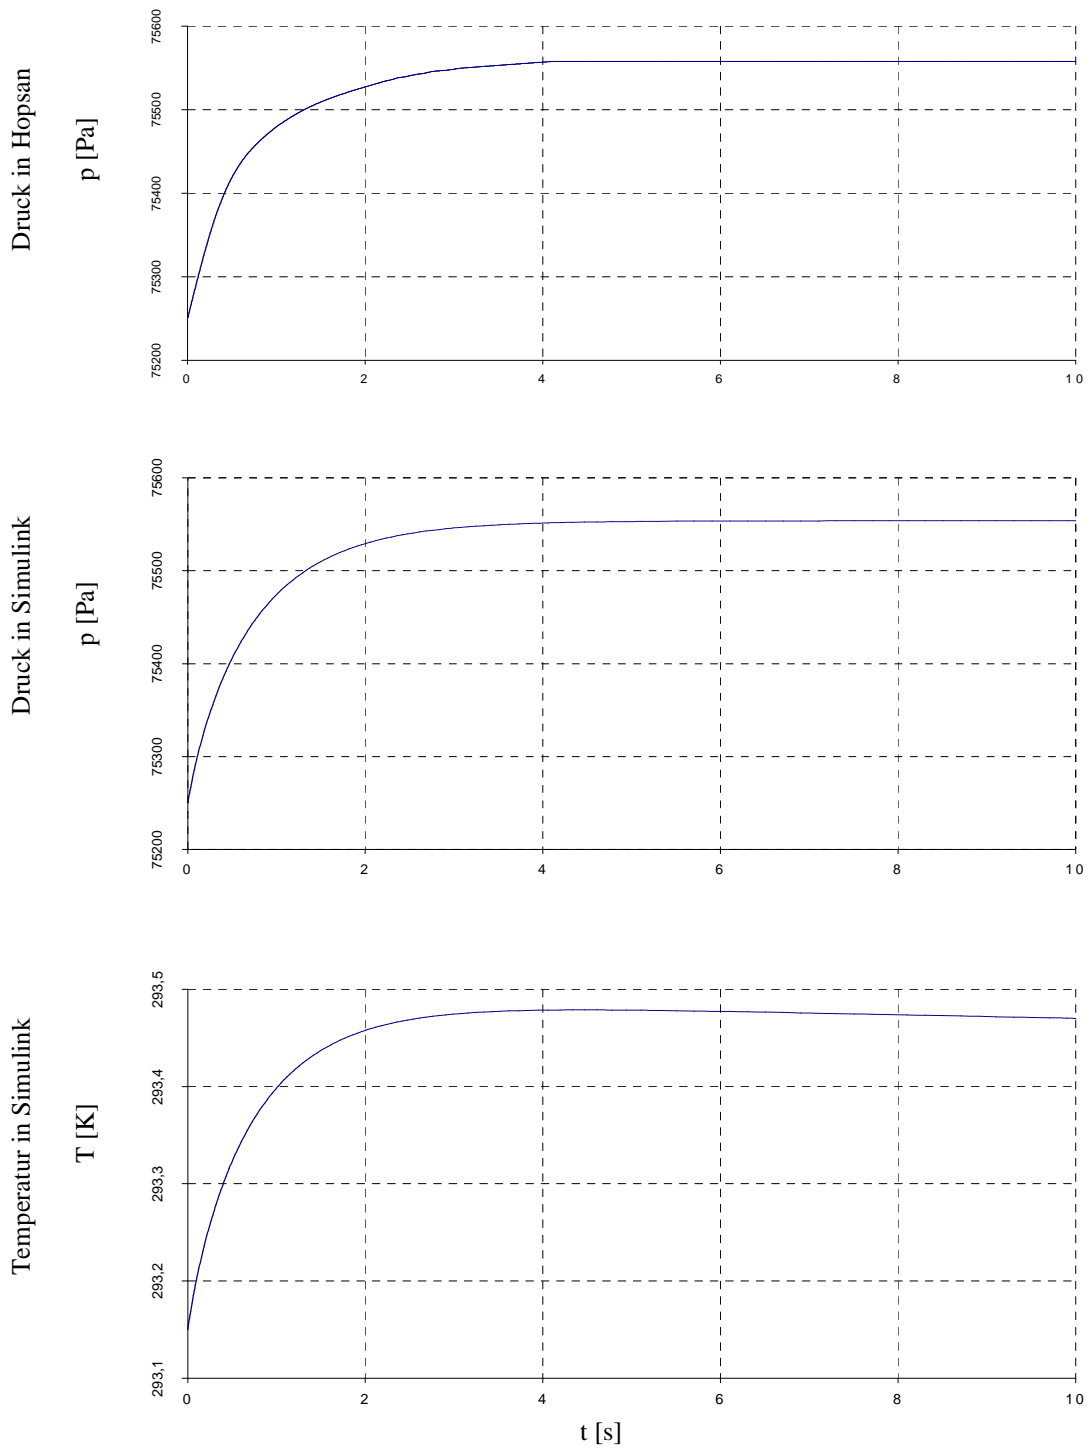 Druck in Hopsan
p [Pa]
75600
75500
75400
75300
75200
0 2 4 6 8 10
Druck in Simulink
p [Pa]
75600
75500
75400
75300
75200
0 2 4 6 8 10
Temperatur in Simulink
T [K]
293,5
293,4
293,3
293,2
293,1
0 2 4 6 8 10
t [s]